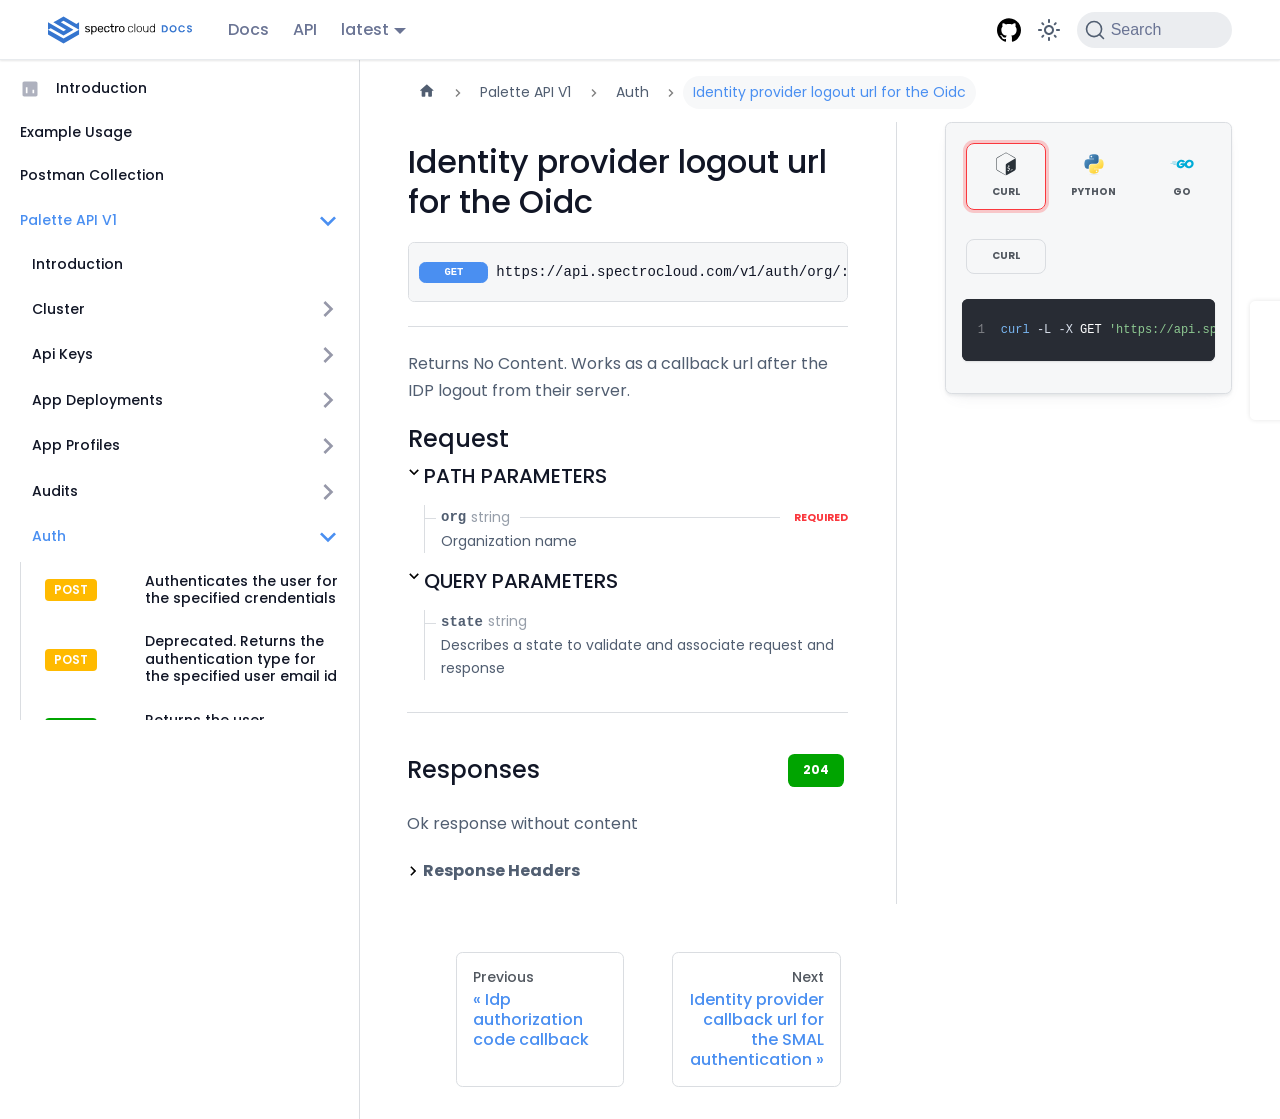 spectro cloud DOCS
Docs
API
latest
Search
Introduction
Example Usage
Postman Collection
Palette API V1
Introduction
Cluster
Api Keys
App Deployments
App Profiles
Audits
Auth
POST
Authenticates the user for
the specified crendentials
POST
Deprecated. Returns the
authentication type for
the specified user email id
Returns the user
Palette API V1
Auth
Identity provider logout url for the Oidc
Identity provider logout url
for the Oidc
GET https://api.spectrocloud.com/v1/auth/org/:
Returns No Content. Works as a callback url after the
IDP logout from their server.
Request
PATH PARAMETERS
org string REQUIRED
Organization name
QUERY PARAMETERS
state string
Describes a state to validate and associate request and
response
Responses
204
Ok response without content
Response Headers
Previous
« Idp
authorization
code callback
Next
Identity provider
callback url for
the SMAL
authentication »
CURL
PYTHON
GO
CURL
1 curl -L -X GET 'https://api.sp